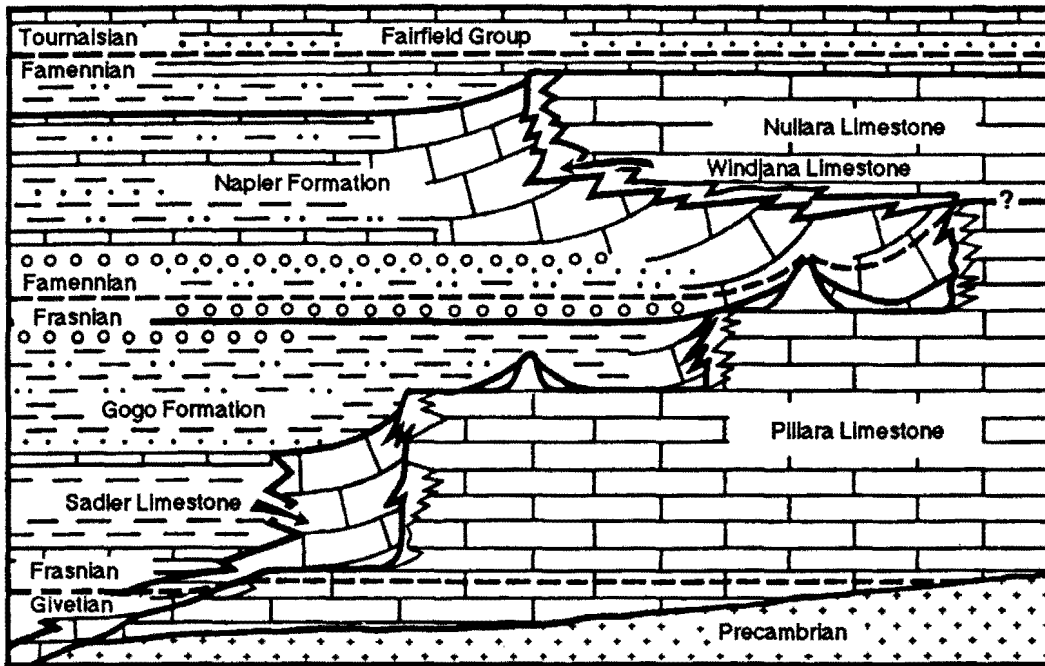 Tournaisian
Fairfield Group
Famennian
Nullara Limestone
Windjana Limestone
Napier Formation
?
Famennian
Frasnian
Gogo Formation
Pillara Limestone
Sadler Limestone
Frasnian
Givetian
Precambrian